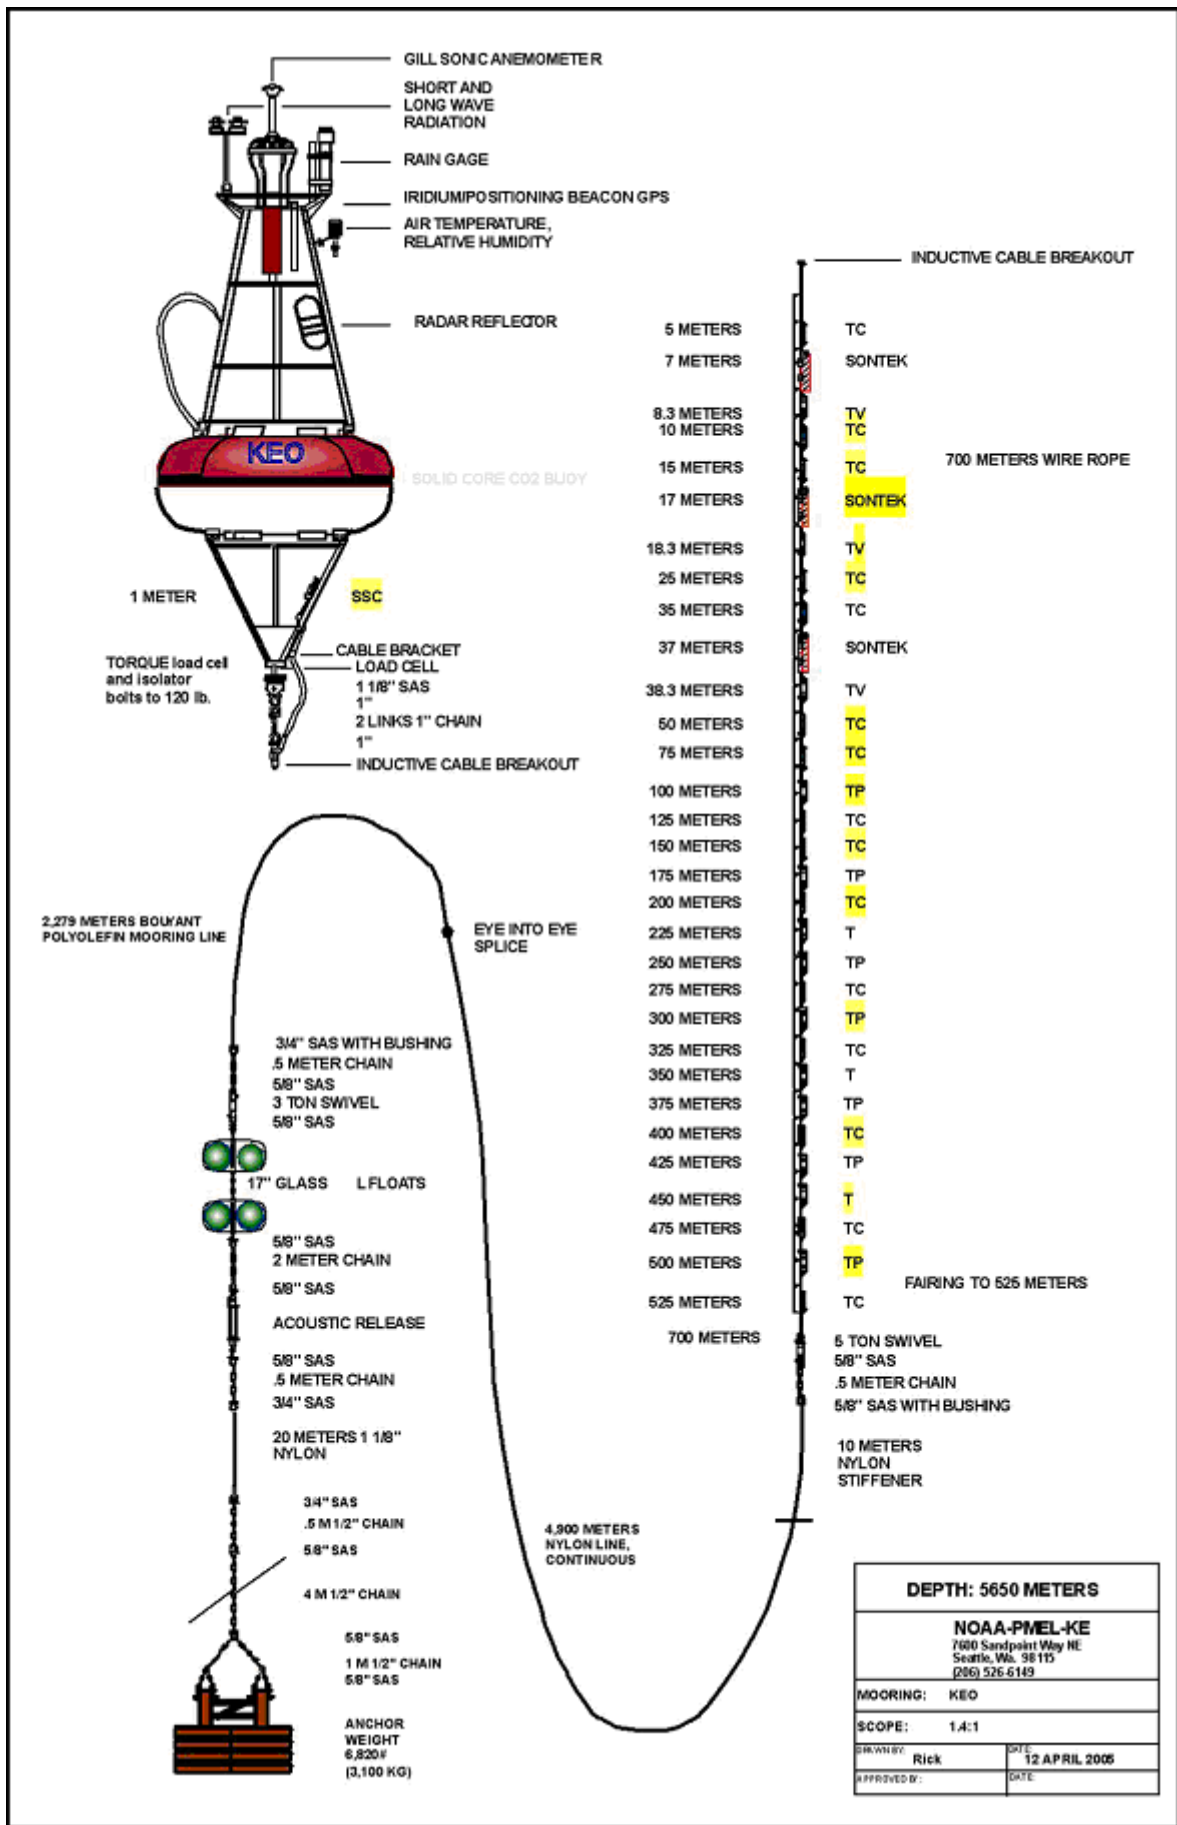 GILL SONIC ANEMOMETER
SHORT AND
LONG WAVE
RADIATION
RAIN GAGE
IRIDIUM/POSITIONING BEACON GPS
AIR TEMPERATURE,
RELATIVE HUMIDITY
RADAR REFLECTOR
KEO
SOLID CORE CO2 BUOY
1 METER
SSC
CABLE BRACKET
LOAD CELL
TORQUE load cell
and isolator
bolts to 120 lb.
1 1/8" SAS
1"
2 LINKS 1" CHAIN
1"
INDUCTIVE CABLE BREAKOUT
2,279 METERS BOUYANT
POLYOLEFIN MOORING LINE
EYE INTO EYE
SPLICE
3/4" SAS WITH BUSHING
.5 METER CHAIN
5/8" SAS
3 TON SWIVEL
5/8" SAS
17" GLASS L FLOATS
5/8" SAS
2 METER CHAIN
5/8" SAS
ACOUSTIC RELEASE
5/8" SAS
.5 METER CHAIN
3/4" SAS
20 METERS 1 1/8"
NYLON
3/4" SAS
.5 M 1/2" CHAIN
5/8" SAS
4 M 1/2" CHAIN
5/8" SAS
1 M 1/2" CHAIN
5/8" SAS
ANCHOR
WEIGHT
6,820#
(3,100 KG)
4,900 METERS
NYLON LINE,
CONTINUOUS
INDUCTIVE CABLE BREAKOUT
5 METERS TC
7 METERS SONTEK
8.3 METERS TV
10 METERS TC
700 METERS WIRE ROPE
15 METERS TC
17 METERS SONTEK
18.3 METERS TV
25 METERS TC
35 METERS TC
37 METERS SONTEK
38.3 METERS TV
50 METERS TC
75 METERS TC
100 METERS TP
125 METERS TC
150 METERS TC
175 METERS TP
200 METERS TC
225 METERS T
250 METERS TP
275 METERS TC
300 METERS TP
325 METERS TC
350 METERS T
375 METERS TP
400 METERS TC
425 METERS TP
450 METERS T
475 METERS TC
500 METERS TP
FAIRING TO 525 METERS
525 METERS TC
700 METERS 5 TON SWIVEL
5/8" SAS
.5 METER CHAIN
5/8" SAS WITH BUSHING
10 METERS
NYLON
STIFFENER
DEPTH: 5650 METERS
NOAA-PMEL-KE
7600 Sandpoint Way NE
Seattle, Wa. 98115
(206) 526-6149
MOORING: KEO
SCOPE: 1.4:1
DRAWN BY: Rick DATE: 12 APRIL 2005
APPROVED BY: DATE: